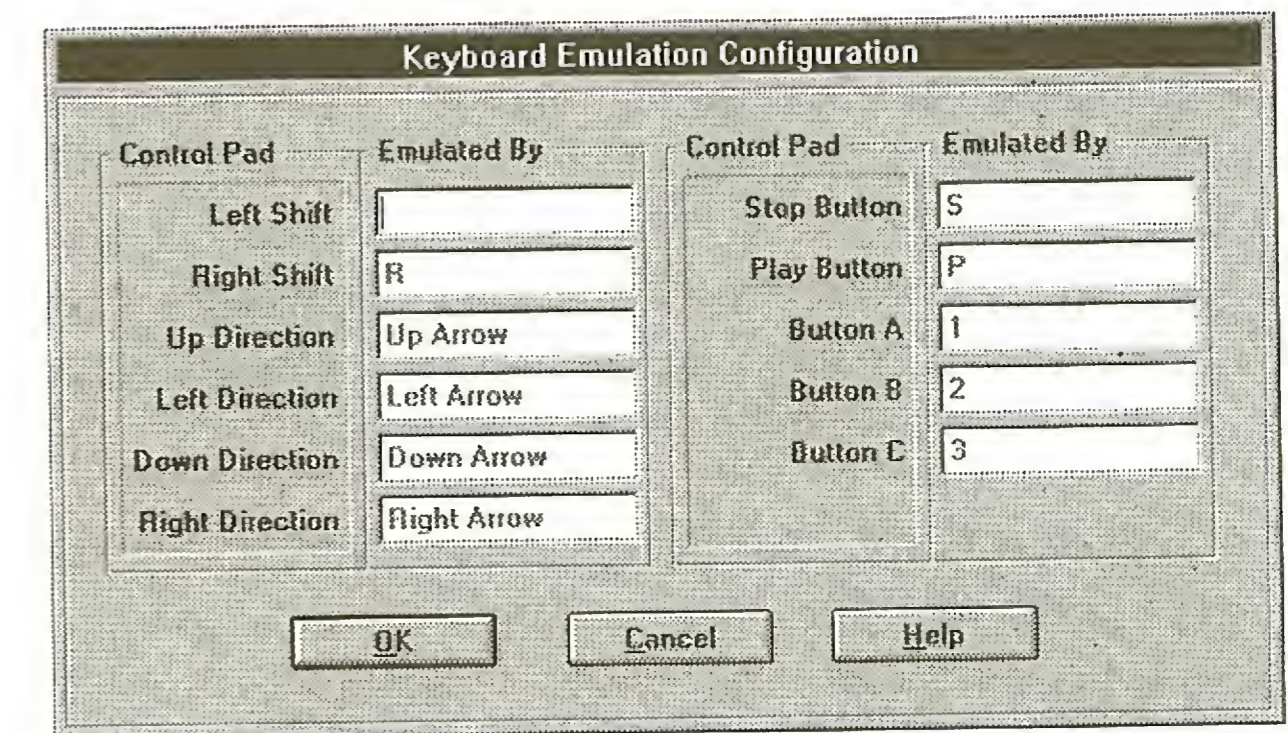 Keyboard Emulation Configuration
Control Pad Emulated By
Left Shift
Right Shift R
Up Direction Up Arrow
Left Direction Left Arrow
Down Direction Down Arrow
Right Direction Right Arrow
Control Pad Emulated By
Stop Button S
Play Button P
Button A 1
Button B 2
Button C 3
OK Cancel Help